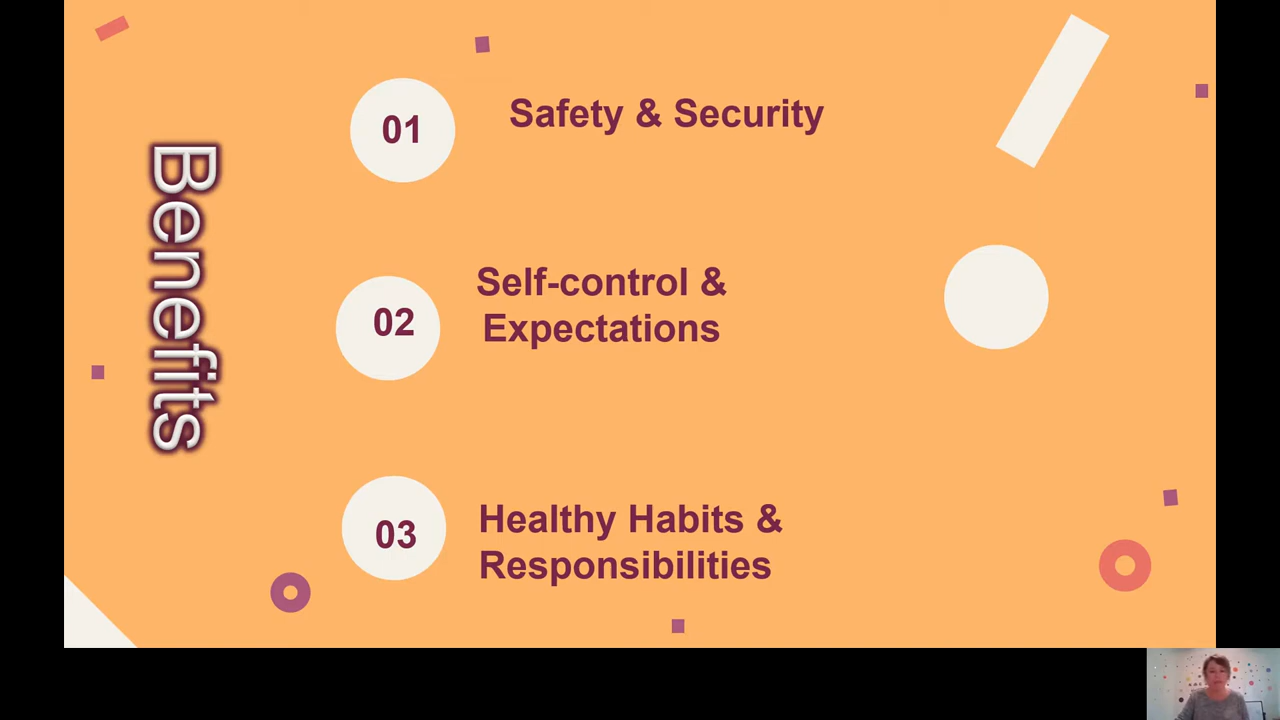 Benefits
01
Safety & Security
02
Self-control &
Expectations
03
Healthy Habits &
Responsibilities